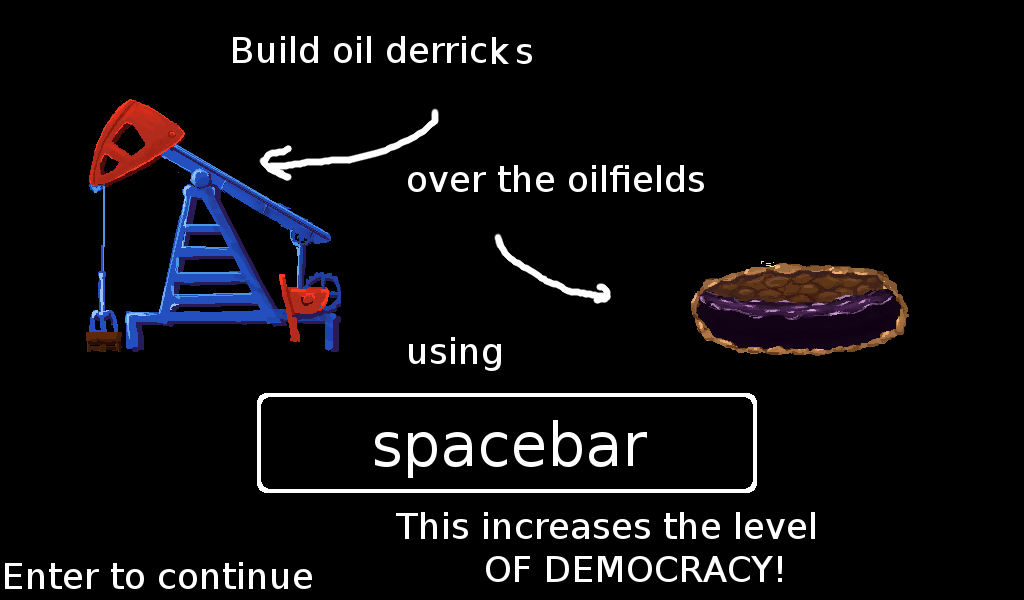 Build oil derricks
over the oilfields
using
spacebar
This increases the level
OF DEMOCRACY!
Enter to continue